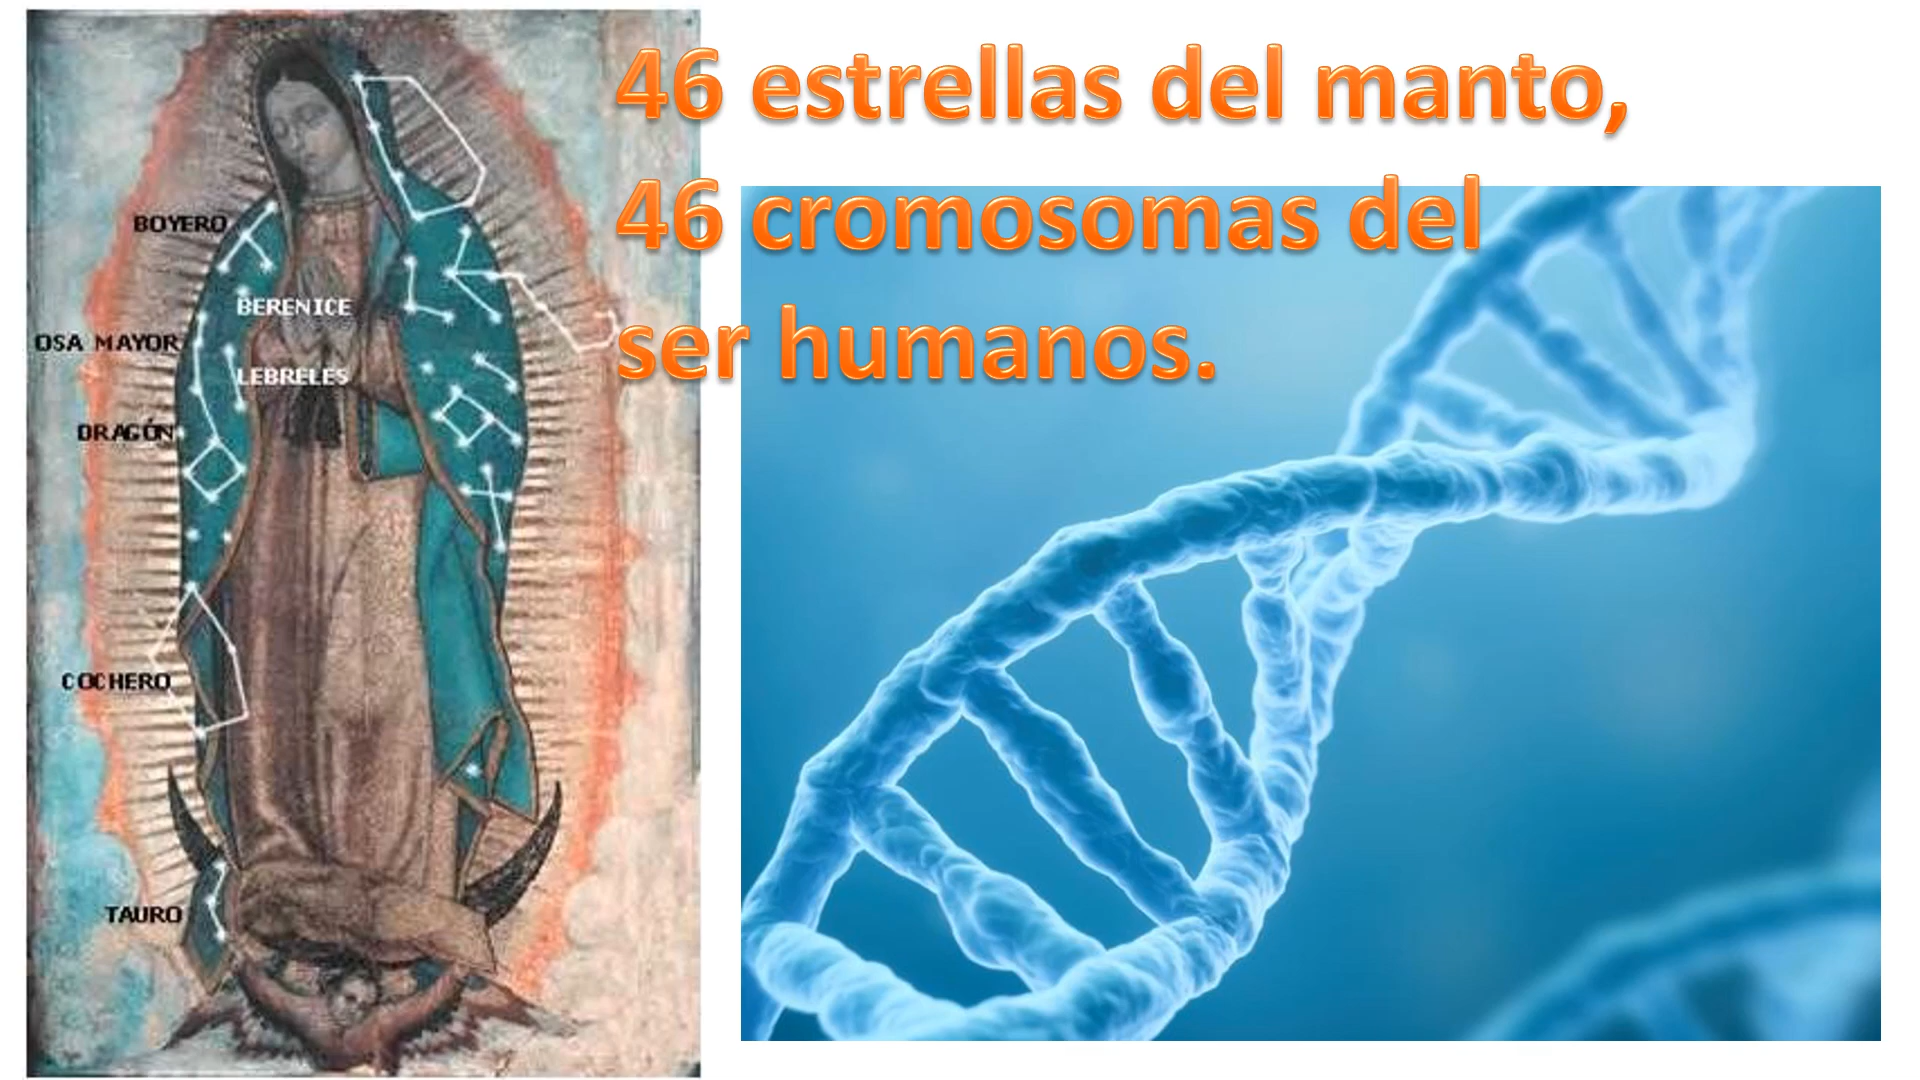 46 estrellas del manto,
46 cromosomas del
ser humanos.
BOYERO
BERENICE
OSA MAYOR
LEBRELES
DRAGÓN
COCHERO
TAURO